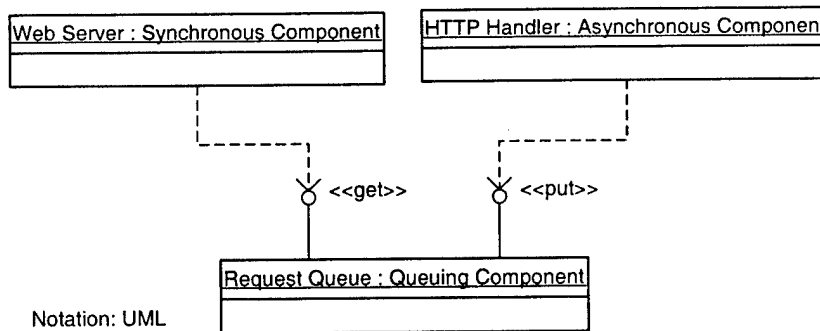 Web Server : Synchronous Component
HTTP Handler : Asynchronous Componen
<<get>>
<<put>>
Request Queue : Queuing Component
Notation: UML